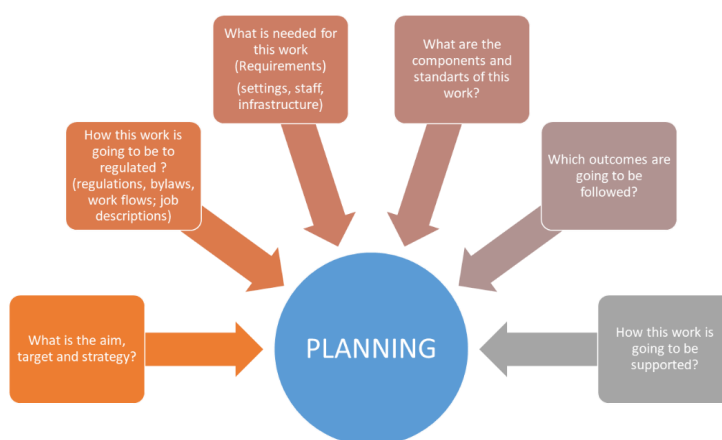 What is needed for
this work
(Requirements)
(settings, staff,
infrastructure)
What are the
components and
standarts of this
work?
How this work is
going to be to
regulated ?
(regulations, bylaws,
work flows; job
descriptions)
Which outcomes are
going to be
followed?
What is the aim,
target and strategy?
PLANNING
How this work is
going to be
supported?